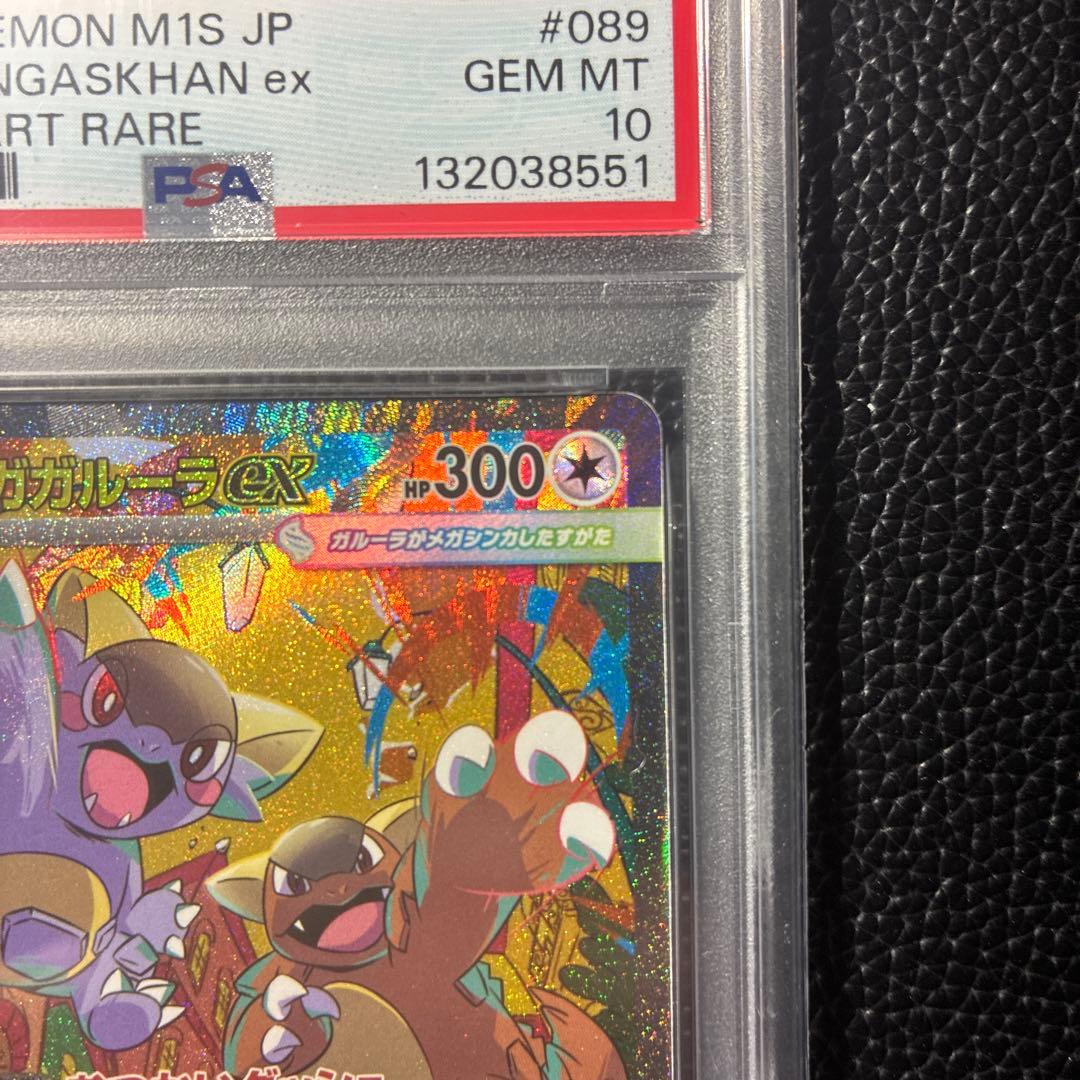 EMON M1S JP #089
NGASKHAN ex GEM MT
ART RARE 10
PSA 132038551
ガガルーラex HP300
ガルーラがメガシンカしたすがた